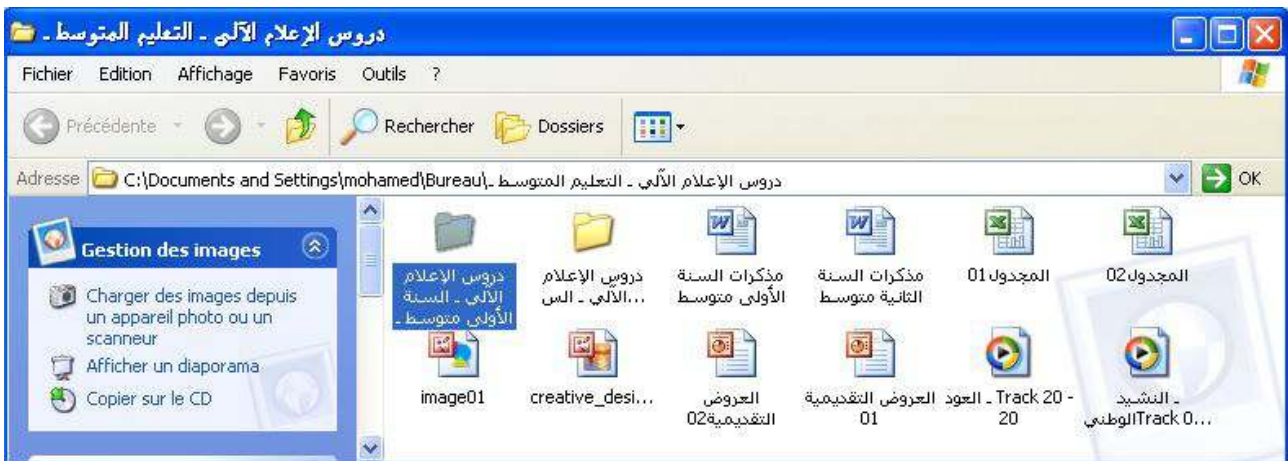 دروس الإعلام الآلي ـ التعليم المتوسط ـ
Fichier Edition Affichage Favoris Outils ?
Précédente Rechercher Dossiers
Adresse C:\Documents and Settings\mohamed\Bureau\دروس الإعلام الآلي ـ التعليم المتوسط ـ OK
Gestion des images
Charger des images depuis
un appareil photo ou un
scanneur
Afficher un diaporama
Copier sur le CD
دروس الإعلام
الآلي ـ السنة
الأولى متوسط ـ
دروس الإعلام
الآلي ـ الس...
مذكرات السنة
الأولى متوسط
مذكرات السنة
الثانية متوسط
المجدول01
المجدول02
image01
creative_desi...
العروض
التقديمية02
العروض التقديمية
01
Track 20 - ـ العود
20
ـ النشيد
الوطنيTrack 0...